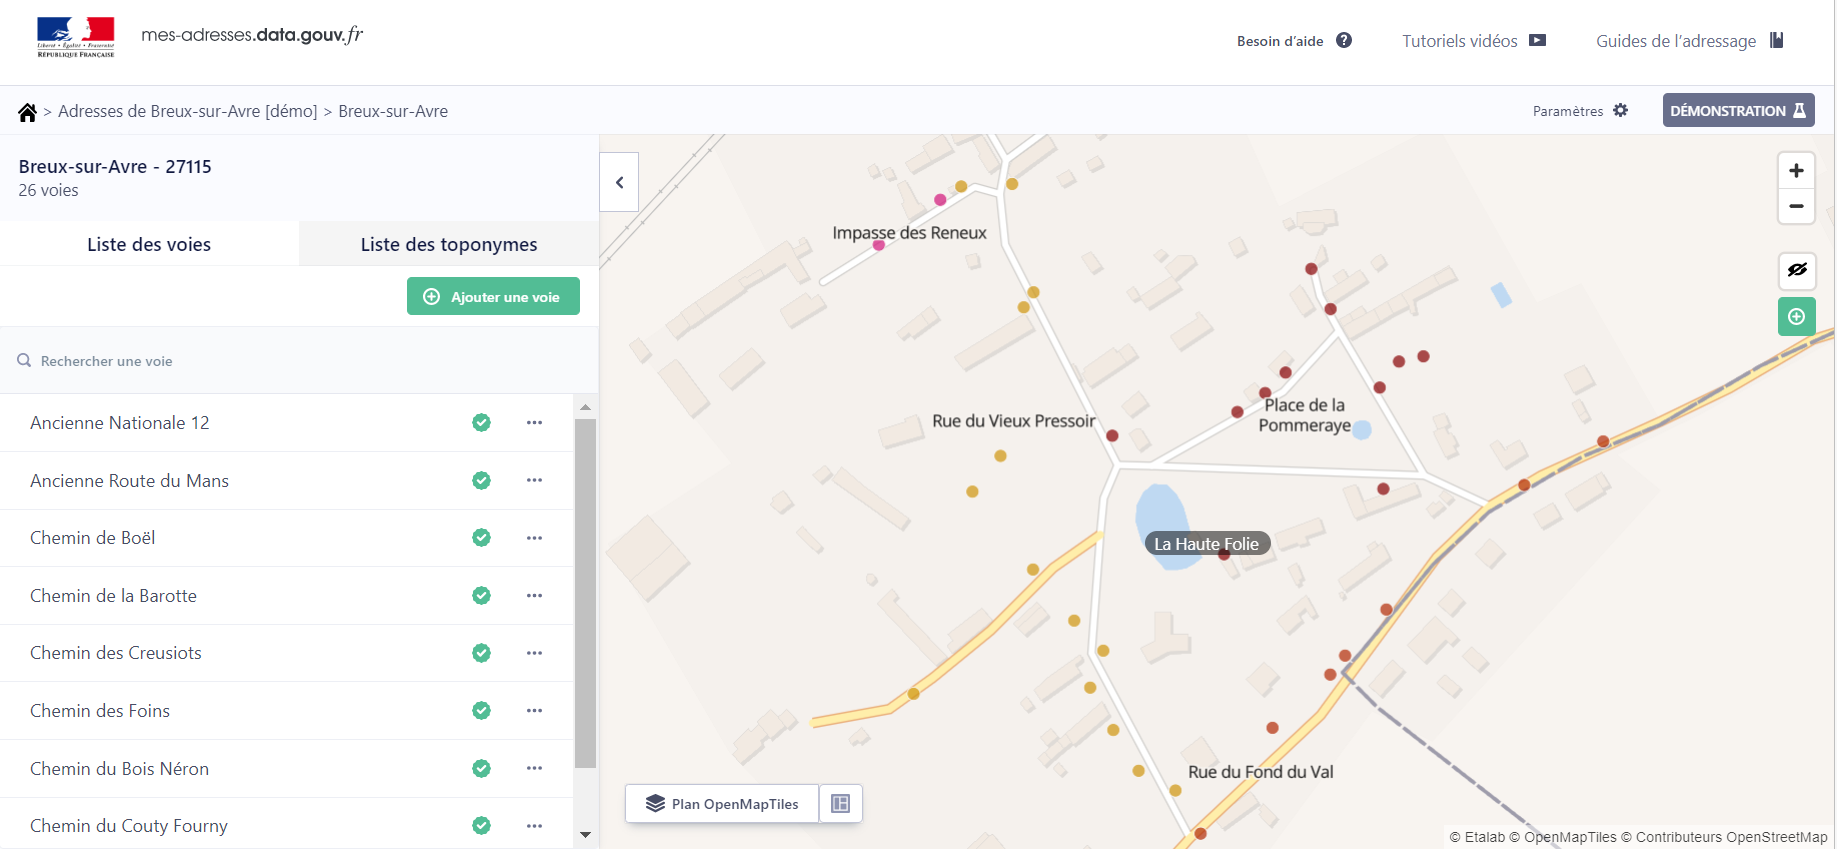 Liberté • Égalité • Fraternité
RÉPUBLIQUE FRANÇAISE
mes-adresses.data.gouv.fr
Besoin d'aide
Tutoriels vidéos
Guides de l'adressage
> Adresses de Breux-sur-Avre [démo] > Breux-sur-Avre
Paramètres
DÉMONSTRATION
Breux-sur-Avre - 27115
26 voies
Liste des voies
Liste des toponymes
Ajouter une voie
Rechercher une voie
Ancienne Nationale 12
Ancienne Route du Mans
Chemin de Boël
Chemin de la Barotte
Chemin des Creusiots
Chemin des Foins
Chemin du Bois Néron
Chemin du Couty Fourny
Impasse des Reneux
Rue du Vieux Pressoir
Place de la
Pommeraye
La Haute Folie
Rue du Fond du Val
Plan OpenMapTiles
© Etalab © OpenMapTiles © Contributeurs OpenStreetMap